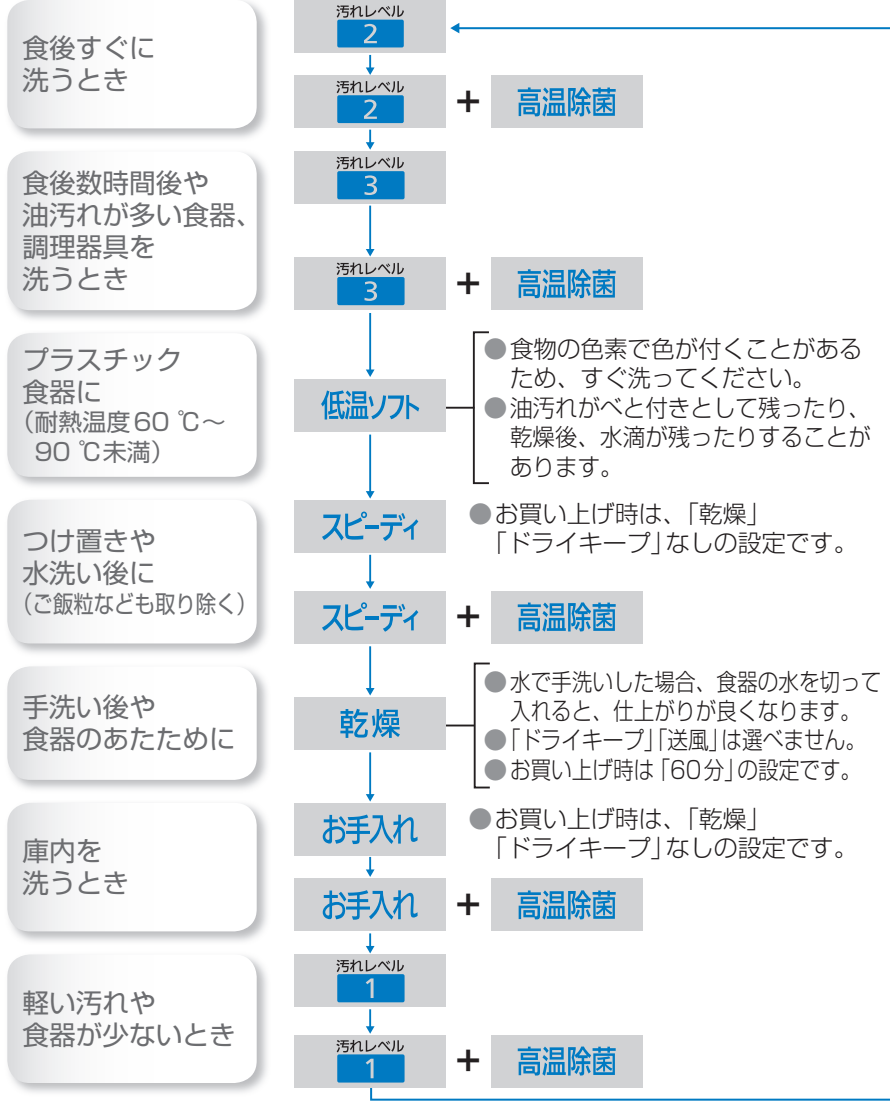 食後すぐに
洗うとき
汚れレベル
2
汚れレベル
2
+ 高温除菌
食後数時間後や
油汚れが多い食器、
調理器具を
洗うとき
汚れレベル
3
汚れレベル
3
+ 高温除菌
プラスチック
食器に
(耐熱温度60 ℃～
90 ℃未満)
低温ソフト
●食物の色素で色が付くことがある
ため、すぐ洗ってください。
●油汚れがべと付きとして残ったり、
乾燥後、水滴が残ったりすることが
あります。
つけ置きや
水洗い後に
(ご飯粒なども取り除く)
スピーディ
●お買い上げ時は、「乾燥」
「ドライキープ」なしの設定です。
スピーディ + 高温除菌
手洗い後や
食器のあたために
乾燥
●水で手洗いした場合、食器の水を切って
入れると、仕上がりが良くなります。
●「ドライキープ」「送風」は選べません。
●お買い上げ時は「60分」の設定です。
庫内を
洗うとき
お手入れ
●お買い上げ時は、「乾燥」
「ドライキープ」なしの設定です。
お手入れ + 高温除菌
軽い汚れや
食器が少ないとき
汚れレベル
1
汚れレベル
1
+ 高温除菌